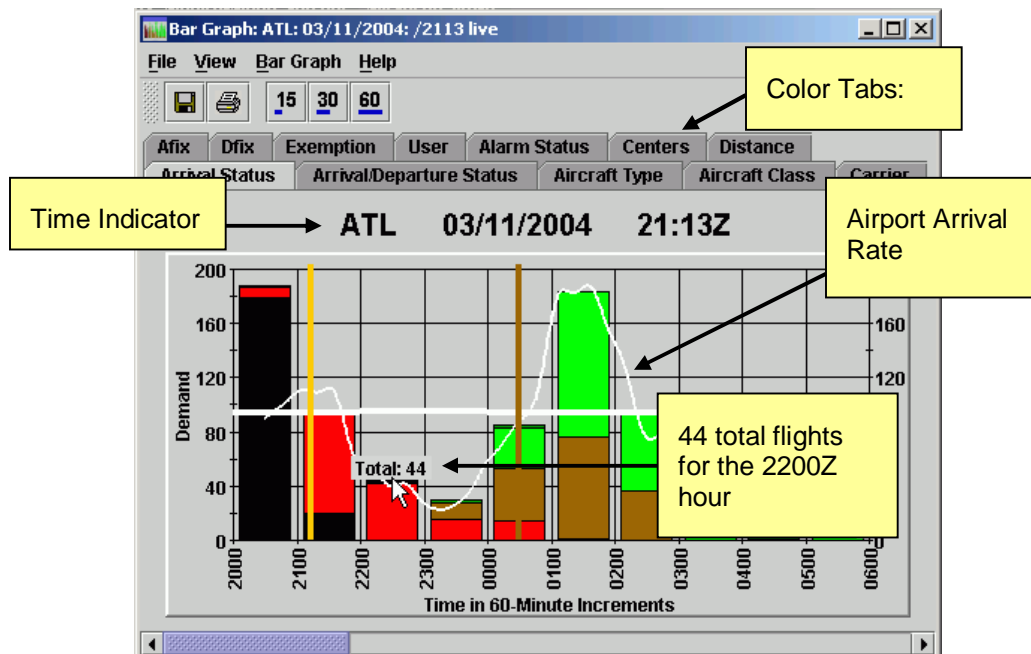 Bar Graph: ATL: 03/11/2004: /2113 live
File View Bar Graph Help
15 30 60
Color Tabs:
Afix Dfix Exemption User Alarm Status Centers Distance
Arrival Status Arrival/Departure Status Aircraft Type Aircraft Class Carrier
Time Indicator
ATL 03/11/2004 21:13Z
Airport Arrival
Rate
200
160 160
120 120
Demand
80
Total: 44
44 total flights
for the 2200Z
hour
40
0 0
2000 2100 2200 2300 0000 0100 0200 0300 0400 0500 0600
Time in 60-Minute Increments